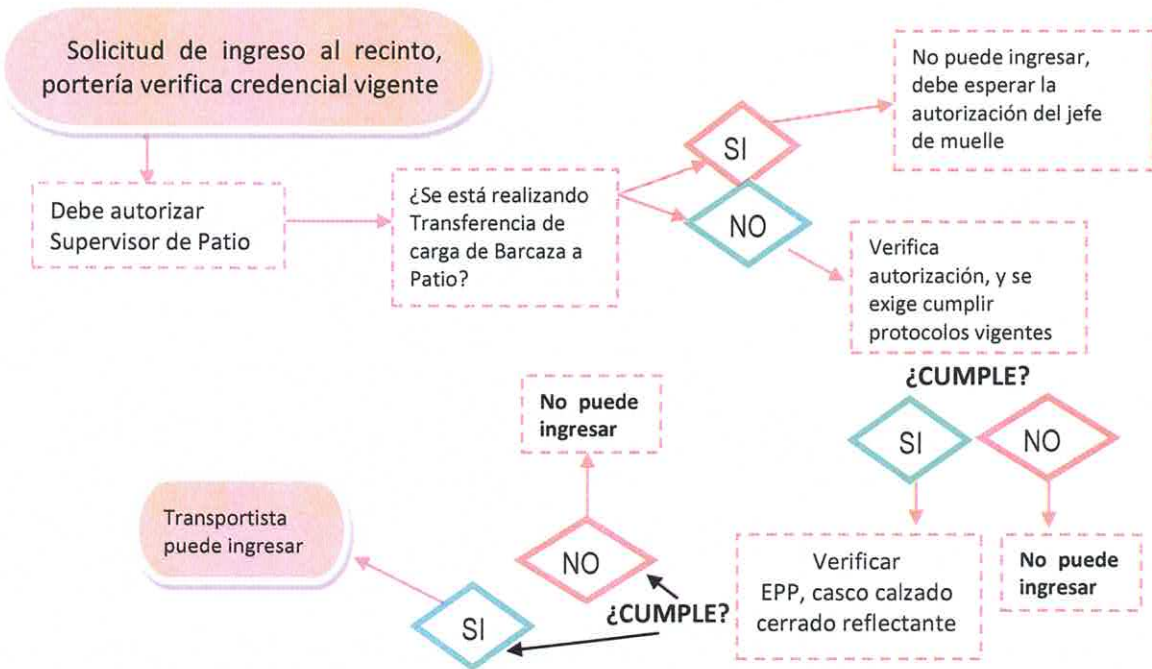 Solicitud de ingreso al recinto,
portería verifica credencial vigente
Debe autorizar
Supervisor de Patio
¿Se está realizando
Transferencia de
carga de Barcaza a
Patio?
SI
No puede ingresar,
debe esperar la
autorización del jefe
de muelle
NO
Verifica
autorización, y se
exige cumplir
protocolos vigentes
¿CUMPLE?
SI
NO
Verificar
EPP, casco calzado
cerrado reflectante
No puede
ingresar
¿CUMPLE?
NO
No puede
ingresar
SI
Transportista
puede ingresar